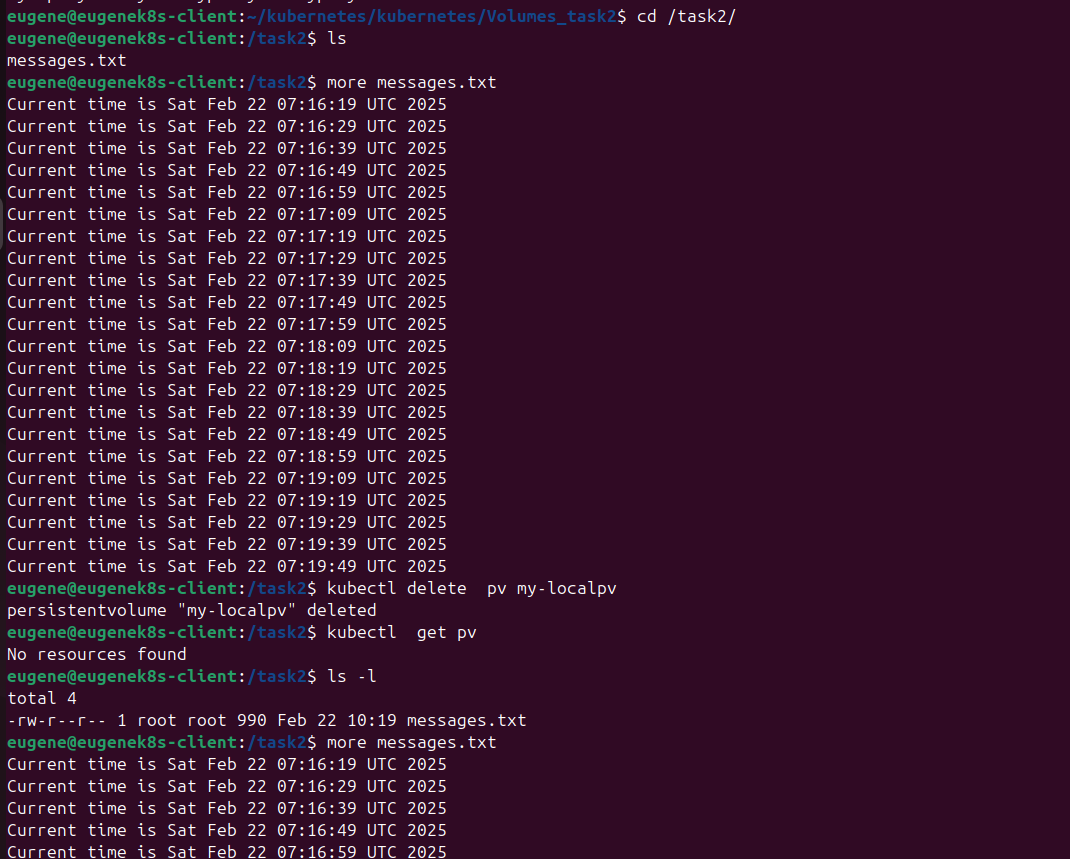 eugene@eugenek8s-client:~/kubernetes/kubernetes/Volumes_task2$ cd /task2/
eugene@eugenek8s-client:/task2$ ls
messages.txt
eugene@eugenek8s-client:/task2$ more messages.txt
Current time is Sat Feb 22 07:16:19 UTC 2025
Current time is Sat Feb 22 07:16:29 UTC 2025
Current time is Sat Feb 22 07:16:39 UTC 2025
Current time is Sat Feb 22 07:16:49 UTC 2025
Current time is Sat Feb 22 07:16:59 UTC 2025
Current time is Sat Feb 22 07:17:09 UTC 2025
Current time is Sat Feb 22 07:17:19 UTC 2025
Current time is Sat Feb 22 07:17:29 UTC 2025
Current time is Sat Feb 22 07:17:39 UTC 2025
Current time is Sat Feb 22 07:17:49 UTC 2025
Current time is Sat Feb 22 07:17:59 UTC 2025
Current time is Sat Feb 22 07:18:09 UTC 2025
Current time is Sat Feb 22 07:18:19 UTC 2025
Current time is Sat Feb 22 07:18:29 UTC 2025
Current time is Sat Feb 22 07:18:39 UTC 2025
Current time is Sat Feb 22 07:18:49 UTC 2025
Current time is Sat Feb 22 07:18:59 UTC 2025
Current time is Sat Feb 22 07:19:09 UTC 2025
Current time is Sat Feb 22 07:19:19 UTC 2025
Current time is Sat Feb 22 07:19:29 UTC 2025
Current time is Sat Feb 22 07:19:39 UTC 2025
Current time is Sat Feb 22 07:19:49 UTC 2025
eugene@eugenek8s-client:/task2$ kubectl delete  pv my-localpv
persistentvolume "my-localpv" deleted
eugene@eugenek8s-client:/task2$ kubectl  get pv
No resources found
eugene@eugenek8s-client:/task2$ ls -l
total 4
-rw-r--r-- 1 root root 990 Feb 22 10:19 messages.txt
eugene@eugenek8s-client:/task2$ more messages.txt
Current time is Sat Feb 22 07:16:19 UTC 2025
Current time is Sat Feb 22 07:16:29 UTC 2025
Current time is Sat Feb 22 07:16:39 UTC 2025
Current time is Sat Feb 22 07:16:49 UTC 2025
Current time is Sat Feb 22 07:16:59 UTC 2025